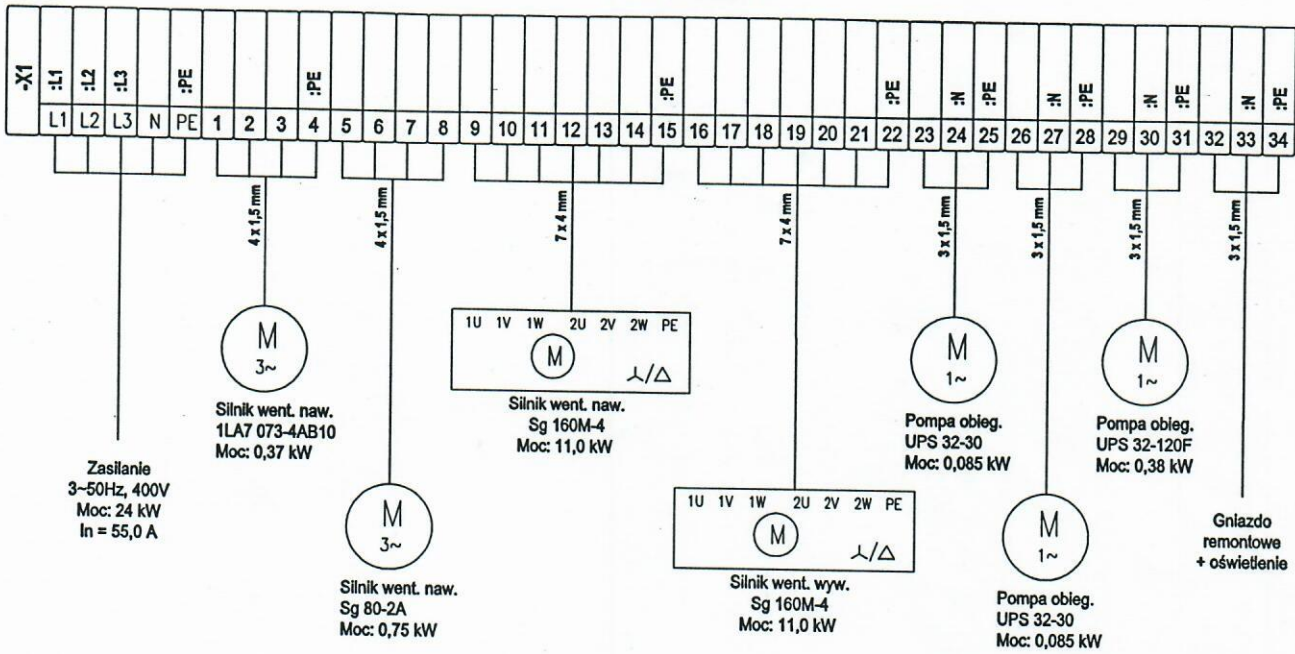 -X1 :L1 :L2 :L3 :PE :PE :PE :PE :N :PE :N :PE :N :PE :N :PE
L1 L2 L3 N PE 1 2 3 4 5 6 7 8 9 10 11 12 13 14 15 16 17 18 19 20 21 22 23 24 25 26 27 28 29 30 31 32 33 34
4 x 1,5 mm
4 x 1,5 mm
7 x 4 mm
7 x 4 mm
3 x 1,5 mm
3 x 1,5 mm
3 x 1,5 mm
3 x 1,5 mm
Zasilanie
3~50Hz, 400V
Moc: 24 kW
In = 55,0 A
M
3~
Silnik went. naw.
1LA7 073-4AB10
Moc: 0,37 kW
M
3~
Silnik went. naw.
Sg 80-2A
Moc: 0,75 kW
1U 1V 1W 2U 2V 2W PE
M
⅄/Δ
Silnik went. naw.
Sg 160M-4
Moc: 11,0 kW
1U 1V 1W 2U 2V 2W PE
M
⅄/Δ
Silnik went. wyw.
Sg 160M-4
Moc: 11,0 kW
M
1~
Pompa obieg.
UPS 32-30
Moc: 0,085 kW
M
1~
Pompa obieg.
UPS 32-30
Moc: 0,085 kW
M
1~
Pompa obieg.
UPS 32-120F
Moc: 0,38 kW
Gniazdo
remontowe
+ oświetlenie